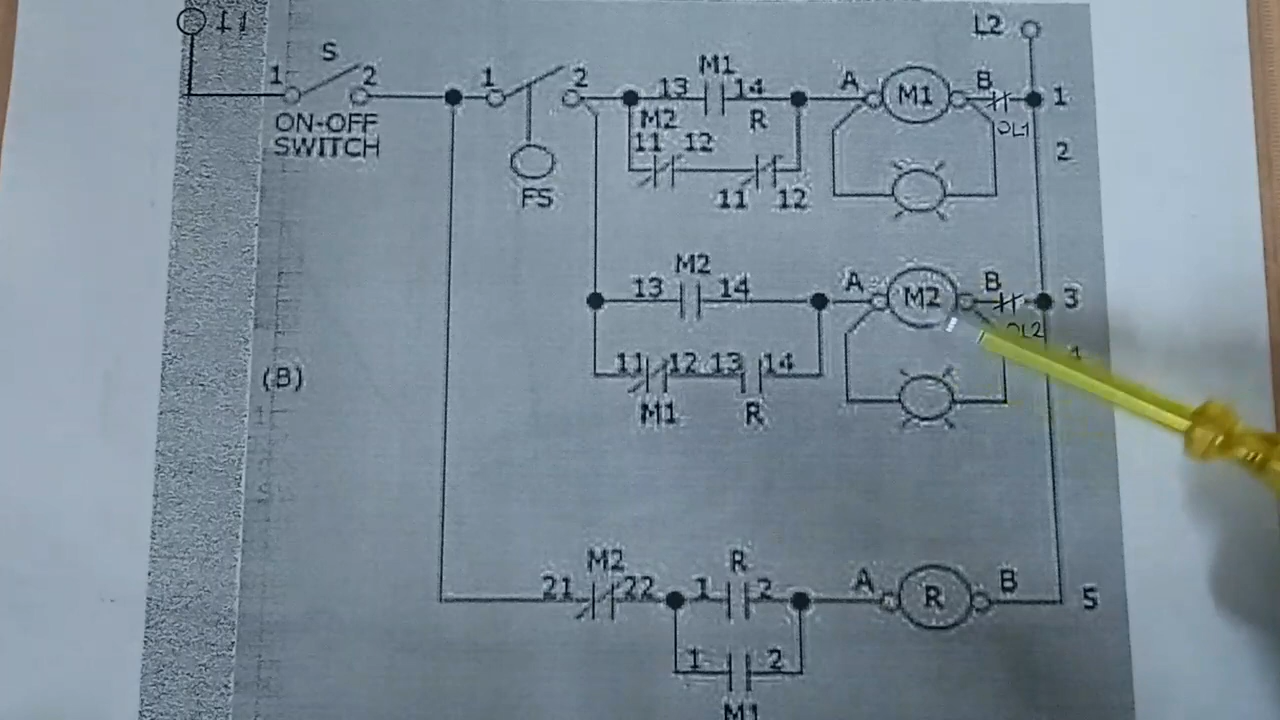 L1
L2
S
M1
1 2 1 2 13 14 A M1 B 1
ON-OFF
SWITCH
M2 R OL1
11 12 2
FS 11 12
M2
13 14 A M2 B 3
OL2
11 12 13 14
(B) M1 R
M2 R
21 22 1 2 A R B 5
1 2
M1